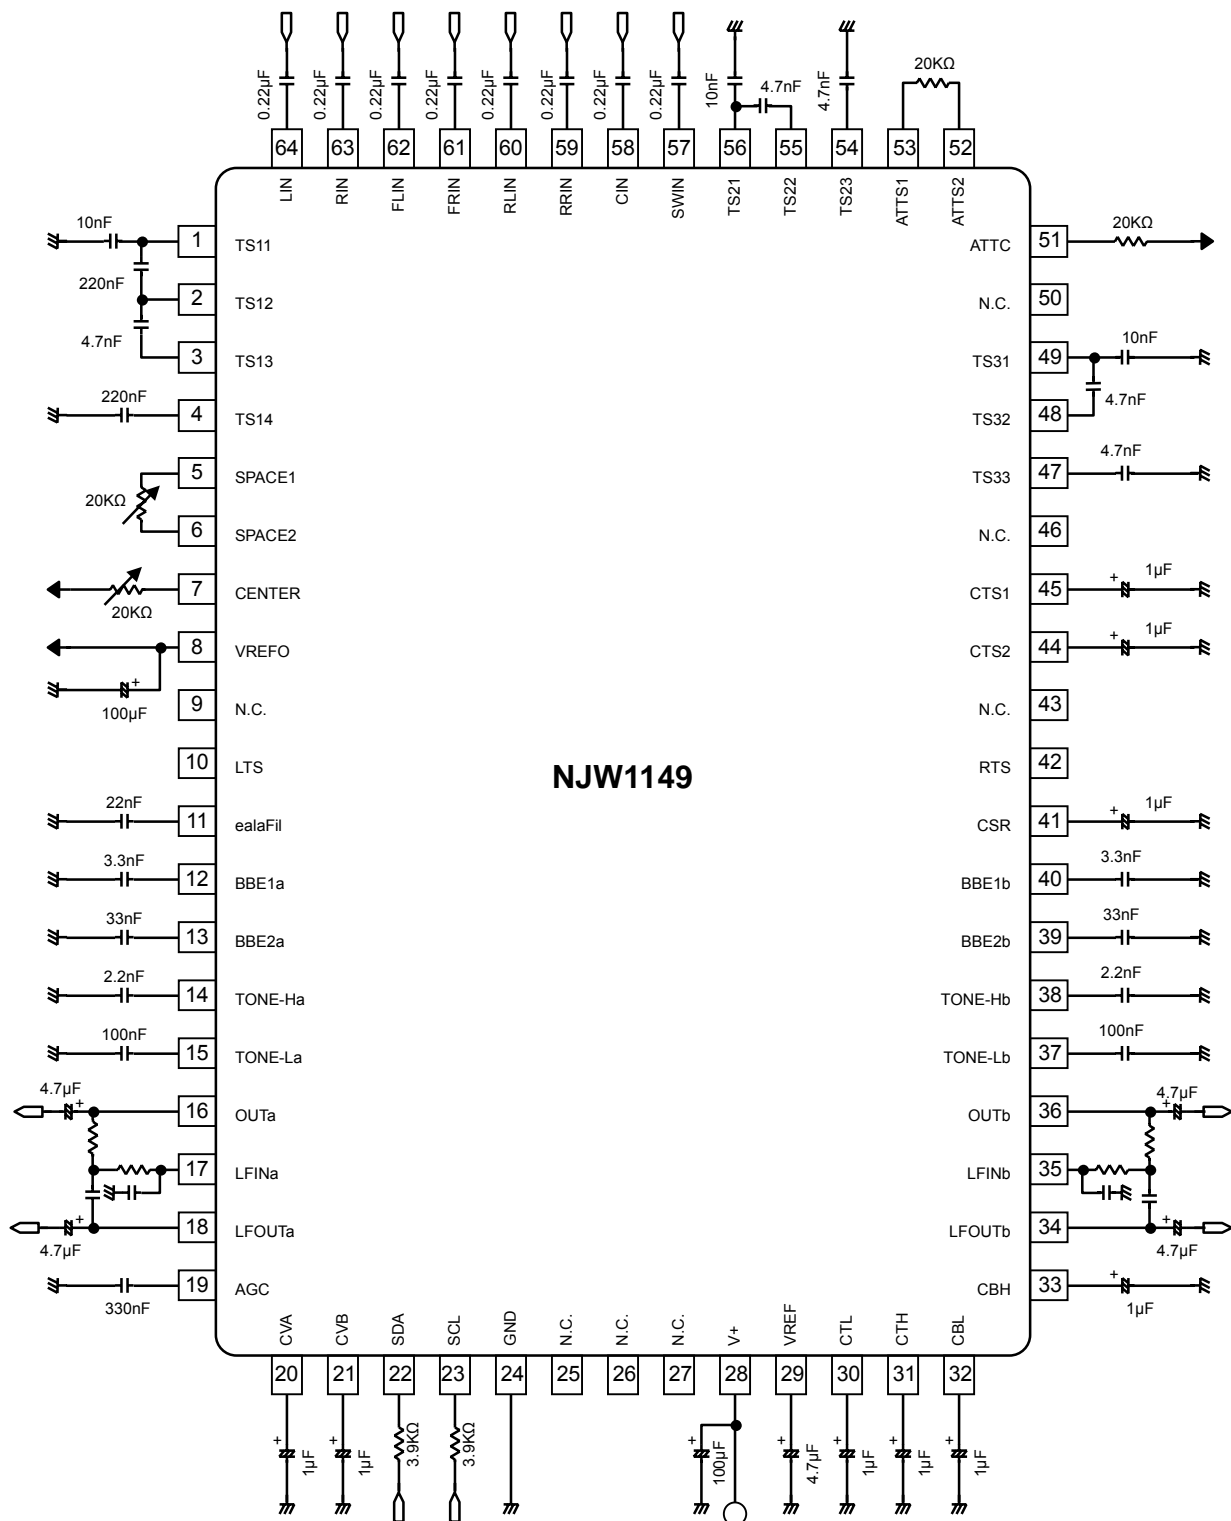 0.22µF 0.22µF 0.22µF 0.22µF 0.22µF 0.22µF 0.22µF 0.22µF 10nF 4.7nF 4.7nF 20KΩ
64 63 62 61 60 59 58 57 56 55 54 53 52
LIN RIN FLIN FRIN RLIN RRIN CIN SWIN TS21 TS22 TS23 ATTS1 ATTS2
10nF 1 TS11
220nF
2 TS12
4.7nF
3 TS13
220nF 4 TS14
5 SPACE1
20KΩ
6 SPACE2
7 CENTER
20KΩ
8 VREFO
100µF
9 N.C.
10 LTS
22nF 11 ealaFil
3.3nF 12 BBE1a
33nF 13 BBE2a
2.2nF 14 TONE-Ha
100nF 15 TONE-La
4.7µF + 16 OUTa
17 LFINa
+ 18 LFOUTa
4.7µF
19 AGC
330nF
+
NJW1149
ATTC 51 20KΩ
N.C. 50
TS31 49 10nF
4.7nF
TS32 48
TS33 47 4.7nF
N.C. 46
CTS1 45 + 1µF
CTS2 44 + 1µF
N.C. 43
RTS 42
CSR 41 + 1µF
BBE1b 40 3.3nF
BBE2b 39 33nF
TONE-Hb 38 2.2nF
TONE-Lb 37 100nF
OUTb 36 + 4.7µF
LFINb 35
LFOUTb 34 +
4.7µF
CBH 33 +
1µF
CVA CVB SDA SCL GND N.C. N.C. N.C. V+ VREF CTL CTH CBL
20 21 22 23 24 25 26 27 28 29 30 31 32
+ 1µF + 1µF 3.9KΩ 3.9KΩ + 100µF + 4.7µF + 1µF + 1µF + 1µF